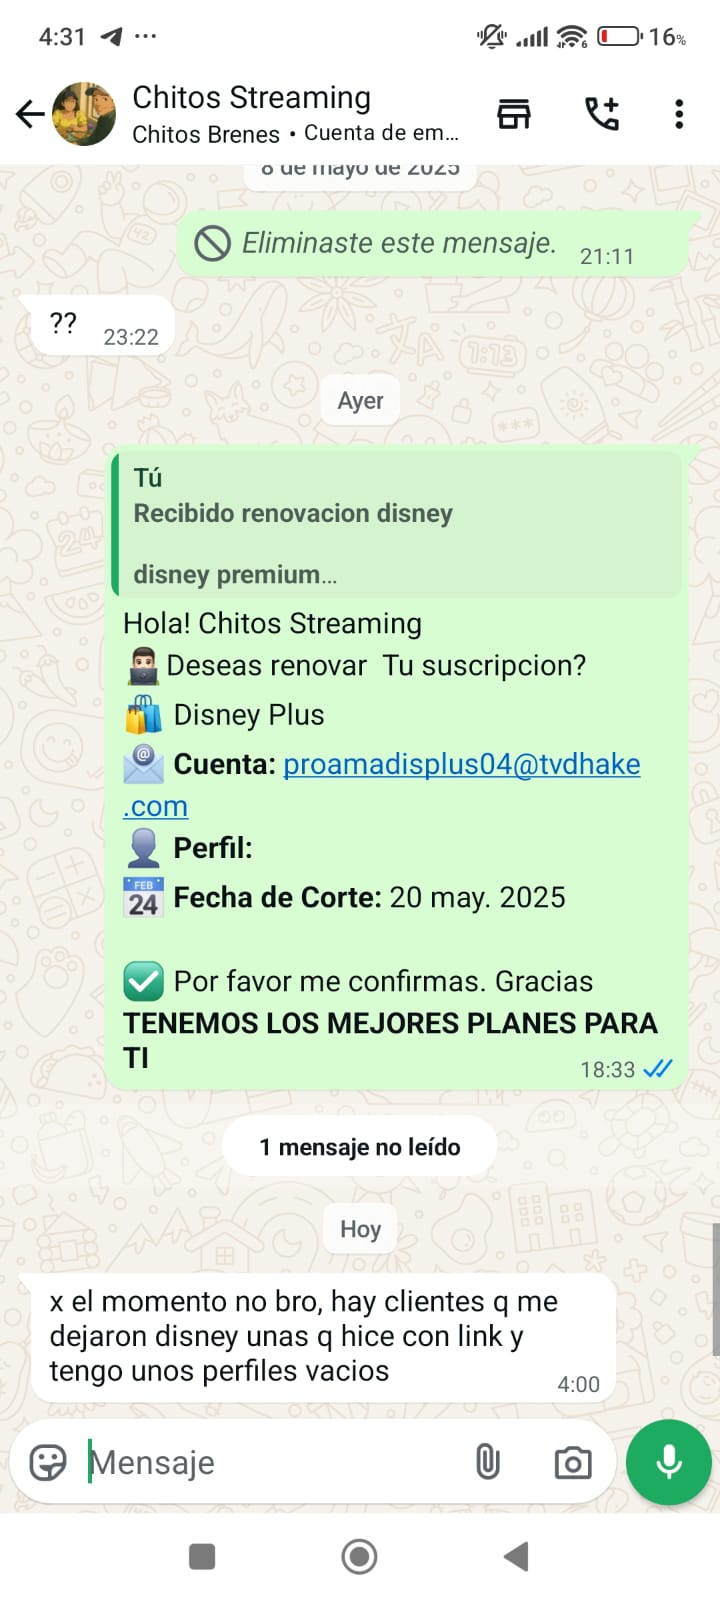 4:31
16%
Chitos Streaming
Chitos Brenes • Cuenta de em...
8 de mayo de 2025
Eliminaste este mensaje. 21:11
?? 23:22
Ayer
Tú
Recibido renovacion disney
disney premium...
Hola! Chitos Streaming
Deseas renovar  Tu suscripcion?
Disney Plus
Cuenta: proamadisplus04@tvdhake
.com
Perfil:
FEB
24
Fecha de Corte: 20 may. 2025
Por favor me confirmas. Gracias
TENEMOS LOS MEJORES PLANES PARA
TI
18:33
1 mensaje no leído
Hoy
x el momento no bro, hay clientes q me
dejaron disney unas q hice con link y
tengo unos perfiles vacios
4:00
Mensaje